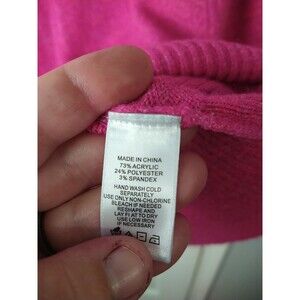 MADE IN CHINA
73% ACRYLIC
24% POLYESTER
3% SPANDEX
HAND WASH COLD
SEPARATELY
USE ONLY NON-CHLORINE
BLEACH IF NEEDED
RESHAPE AND
LAY FLAT TO DRY
USE LOW IRON
IF NECESSARY